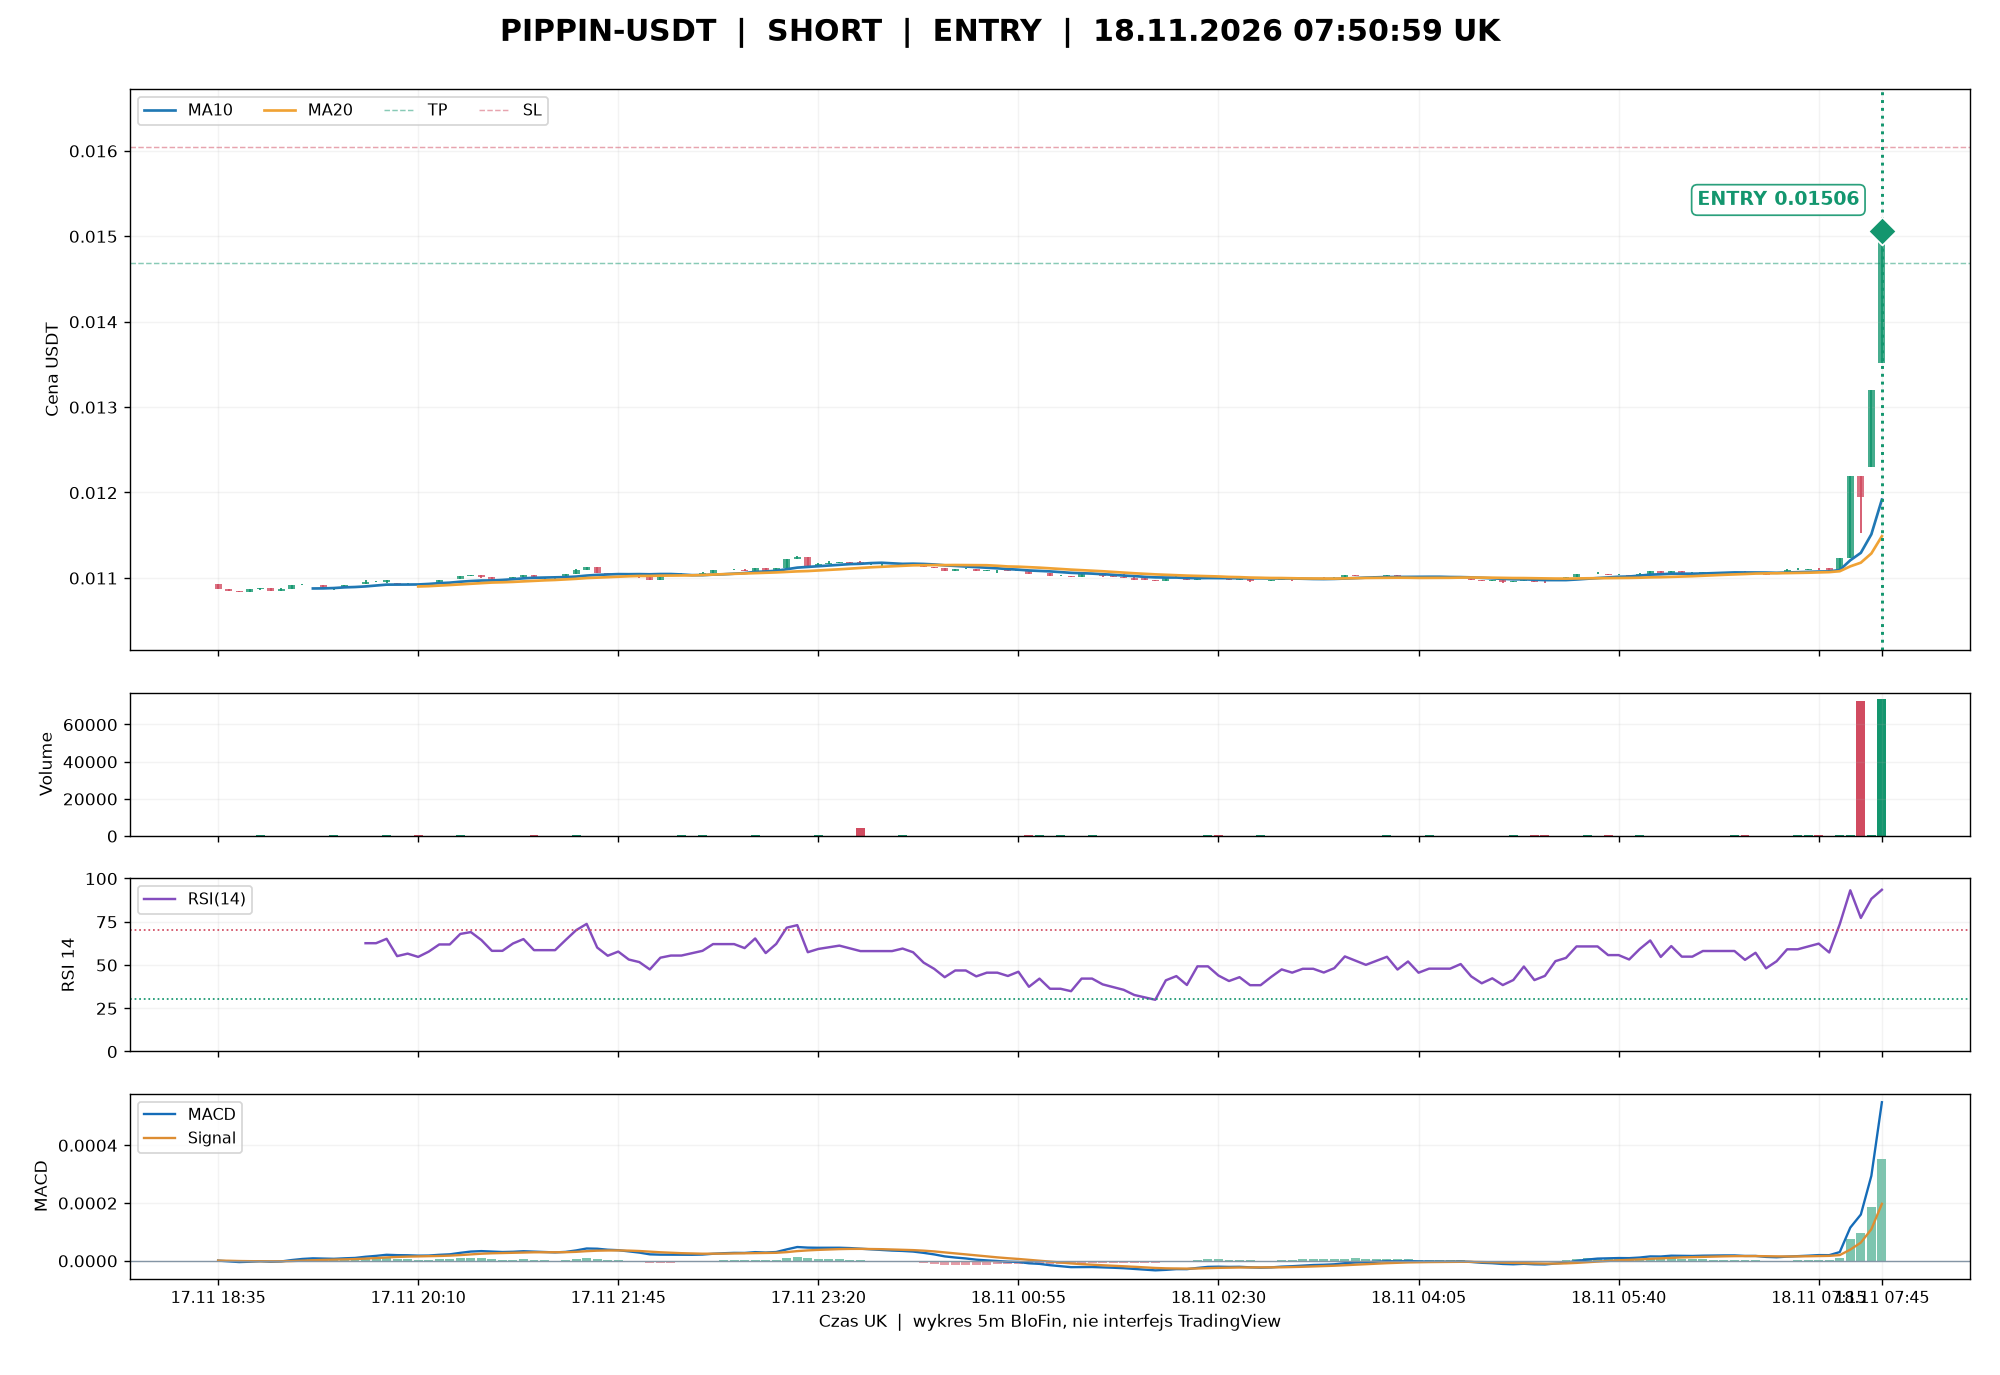 PIPPIN-USDT | SHORT | ENTRY | 18.11.2026 07:50:59 UK
MA10 MA20 TP SL
0.016
ENTRY 0.01506
0.015
0.014
Cena USDT
0.013
0.012
0.011
60000
Volume
40000
20000
0
100
RSI(14)
75
RSI 14
50
25
0
MACD
Signal
0.0004
MACD
0.0002
0.0000
17.11 18:35 17.11 20:10 17.11 21:45 17.11 23:20 18.11 00:55 18.11 02:30 18.11 04:05 18.11 05:40 18.11 07:15 18.11 07:45
Czas UK | wykres 5m BloFin, nie interfejs TradingView